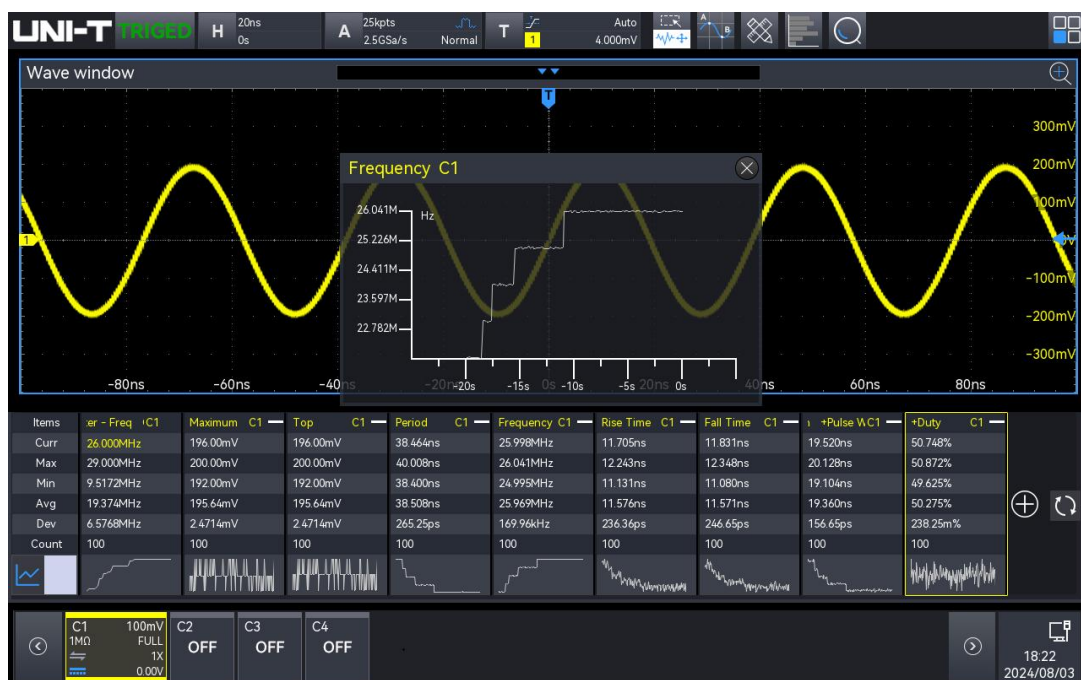 UNI-T TRIGED H 20ns 0s A 25kpts 2.5GSa/s Normal T 1 Auto 4.000mV A B
Wave window
T
300mV
200mV
100mV
0V
-100mV
-200mV
-300mV
1
Frequency C1
Hz
26.041M
25.226M
24.411M
23.597M
22.782M
-20s -15s -10s -5s 0s
-80ns -60ns -40ns -20ns 0s 20ns 40ns 60ns 80ns
Items er - Freq C1 Maximum C1 Top C1 Period C1 Frequency C1 Rise Time C1 Fall Time C1 +Pulse W C1 +Duty C1
Curr 26.000MHz 196.00mV 196.00mV 38.464ns 25.998MHz 11.705ns 11.831ns 19.520ns 50.748%
Max 29.000MHz 200.00mV 200.00mV 40.008ns 26.041MHz 12.243ns 12.348ns 20.128ns 50.872%
Min 9.5172MHz 192.00mV 192.00mV 38.400ns 24.995MHz 11.131ns 11.080ns 19.104ns 49.625%
Avg 19.374MHz 195.64mV 195.64mV 38.508ns 25.969MHz 11.576ns 11.571ns 19.360ns 50.275%
Dev 6.5768MHz 2.4714mV 2.4714mV 265.25ps 169.96kHz 236.36ps 246.65ps 156.65ps 238.25m%
Count 100 100 100 100 100 100 100 100 100
C1 100mV
1MΩ FULL
1X
0.00V
C2
OFF
C3
OFF
C4
OFF
18:22
2024/08/03